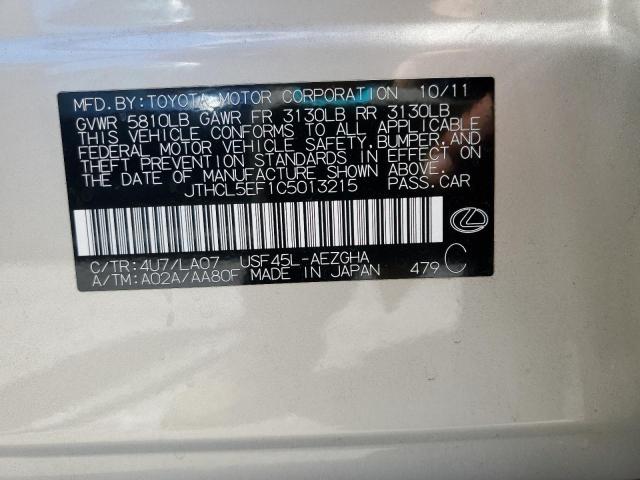 MFD.BY:TOYOTA MOTOR CORPORATION 10/11
GVWR 5810LB GAWR FR 3130LB RR 3130LB
THIS VEHICLE CONFORMS TO ALL APPLICABLE
FEDERAL MOTOR VEHICLE SAFETY,BUMPER,AND
THEFT PREVENTION STANDARDS IN EFFECT ON
THE DATE OF MANUFACTURE SHOWN ABOVE.
JTHCL5EF1C5013215 PASS.CAR
C/TR:4U7/LA07 USF45L-AEZGHA
A/TM:A02A/AA80F MADE IN JAPAN 479 C